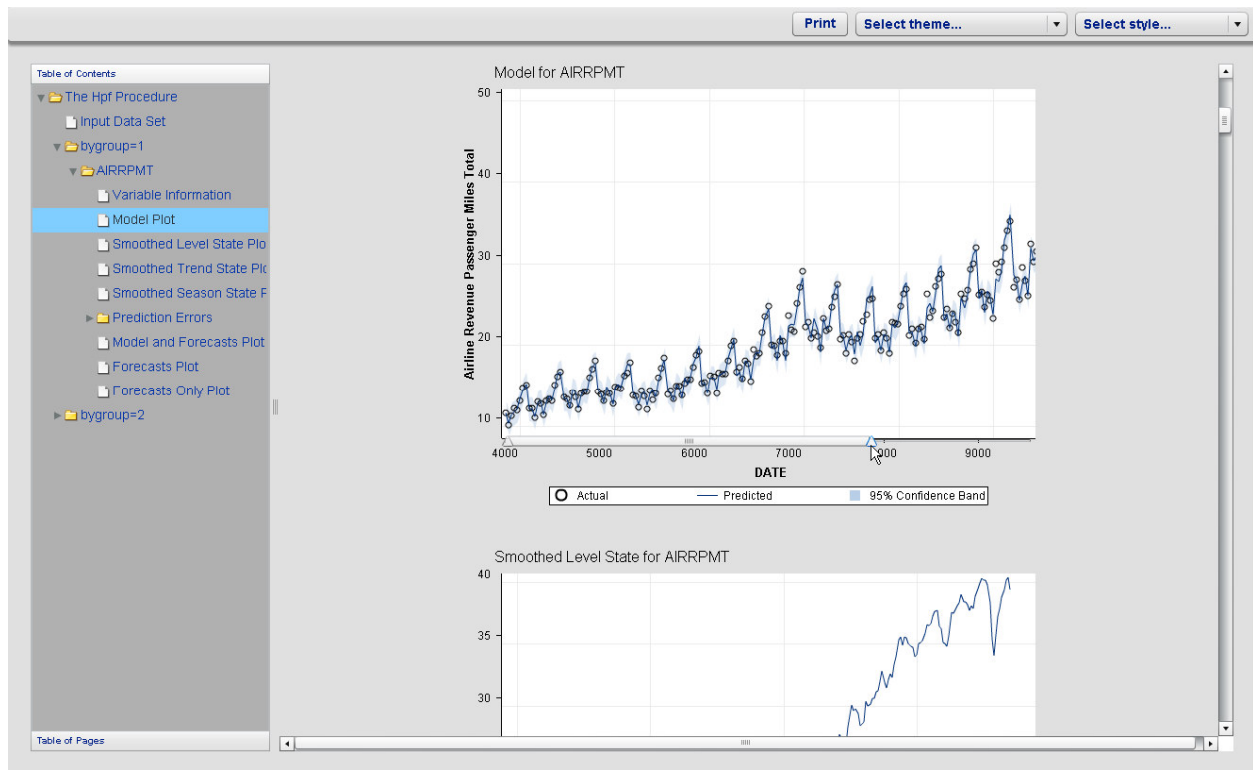 Print
Select theme...
Select style...
Table of Contents
The Hpf Procedure
Input Data Set
bygroup=1
AIRRPMT
Variable Information
Model Plot
Smoothed Level State Plo
Smoothed Trend State Plo
Smoothed Season State P
Prediction Errors
Model and Forecasts Plot
Forecasts Plot
Forecasts Only Plot
bygroup=2
Table of Pages
Model for AIRRPMT
Airline Revenue Passenger Miles Total
50
40
30
20
10
4000 5000 6000 7000 9000
DATE
Actual Predicted 95% Confidence Band
Smoothed Level State for AIRRPMT
40
35
30